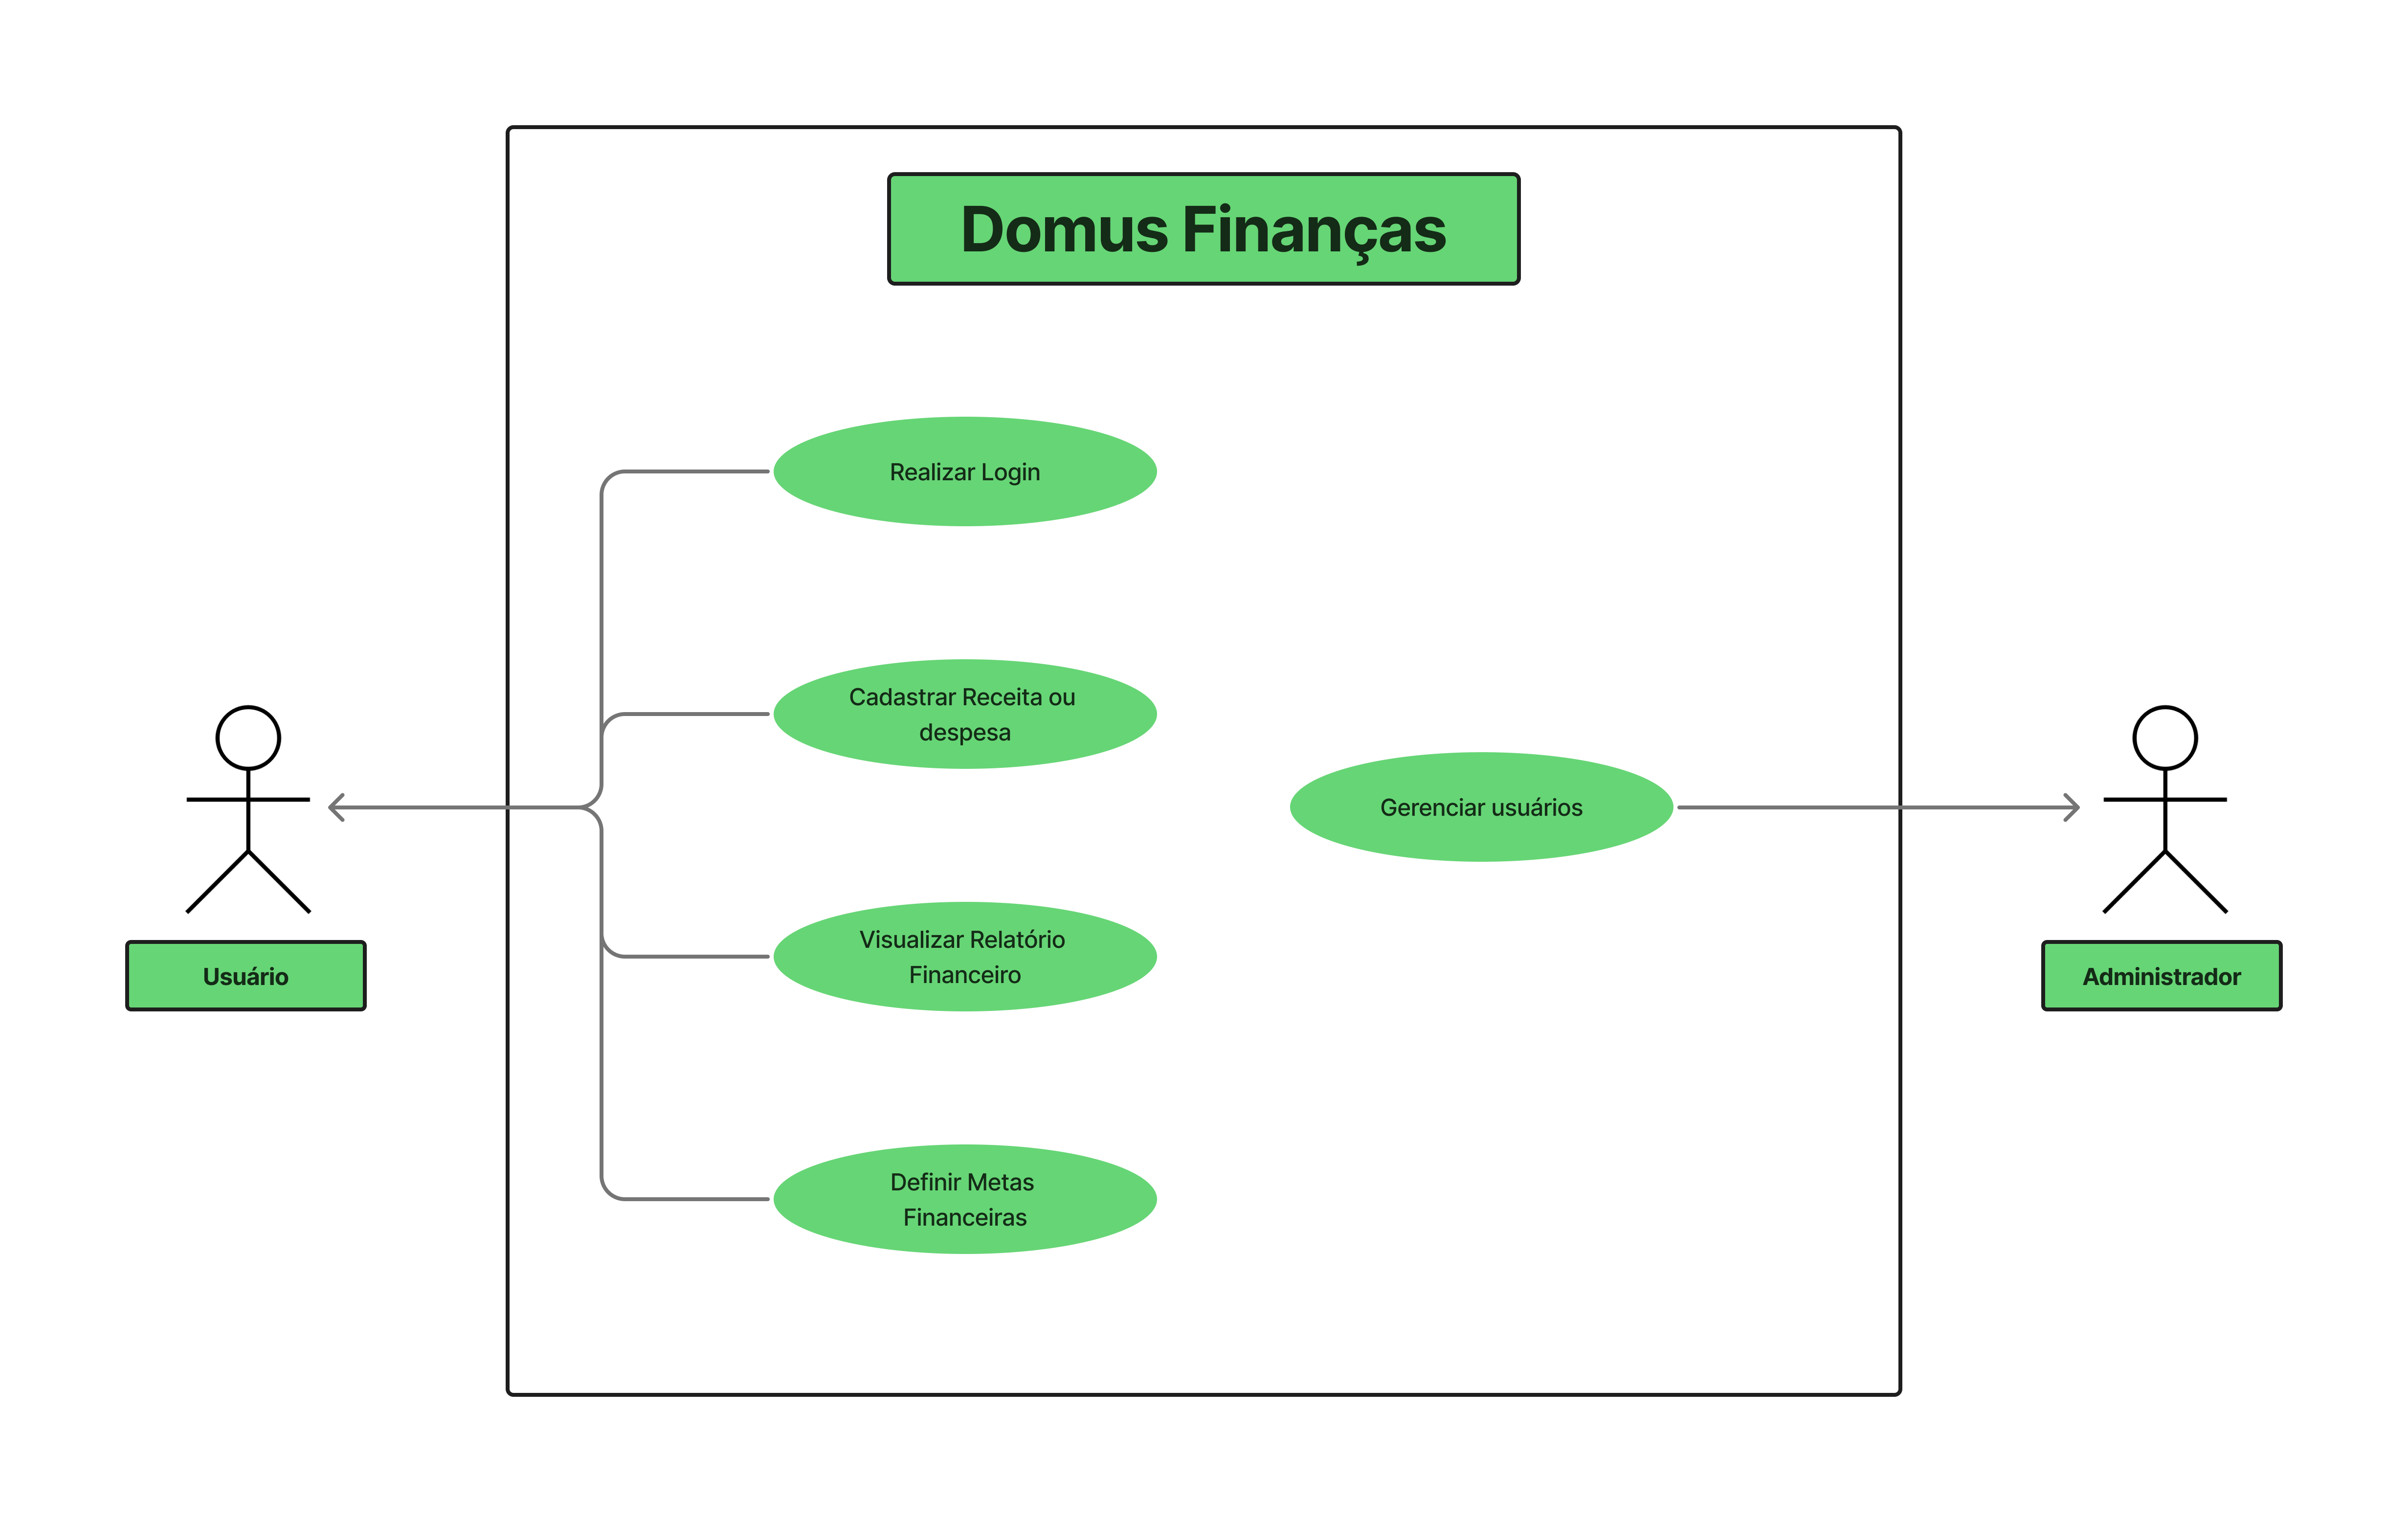 Domus Finanças
Realizar Login
Cadastrar Receita ou
despesa
Gerenciar usuários
Visualizar Relatório
Financeiro
Definir Metas
Financeiras
Usuário
Administrador